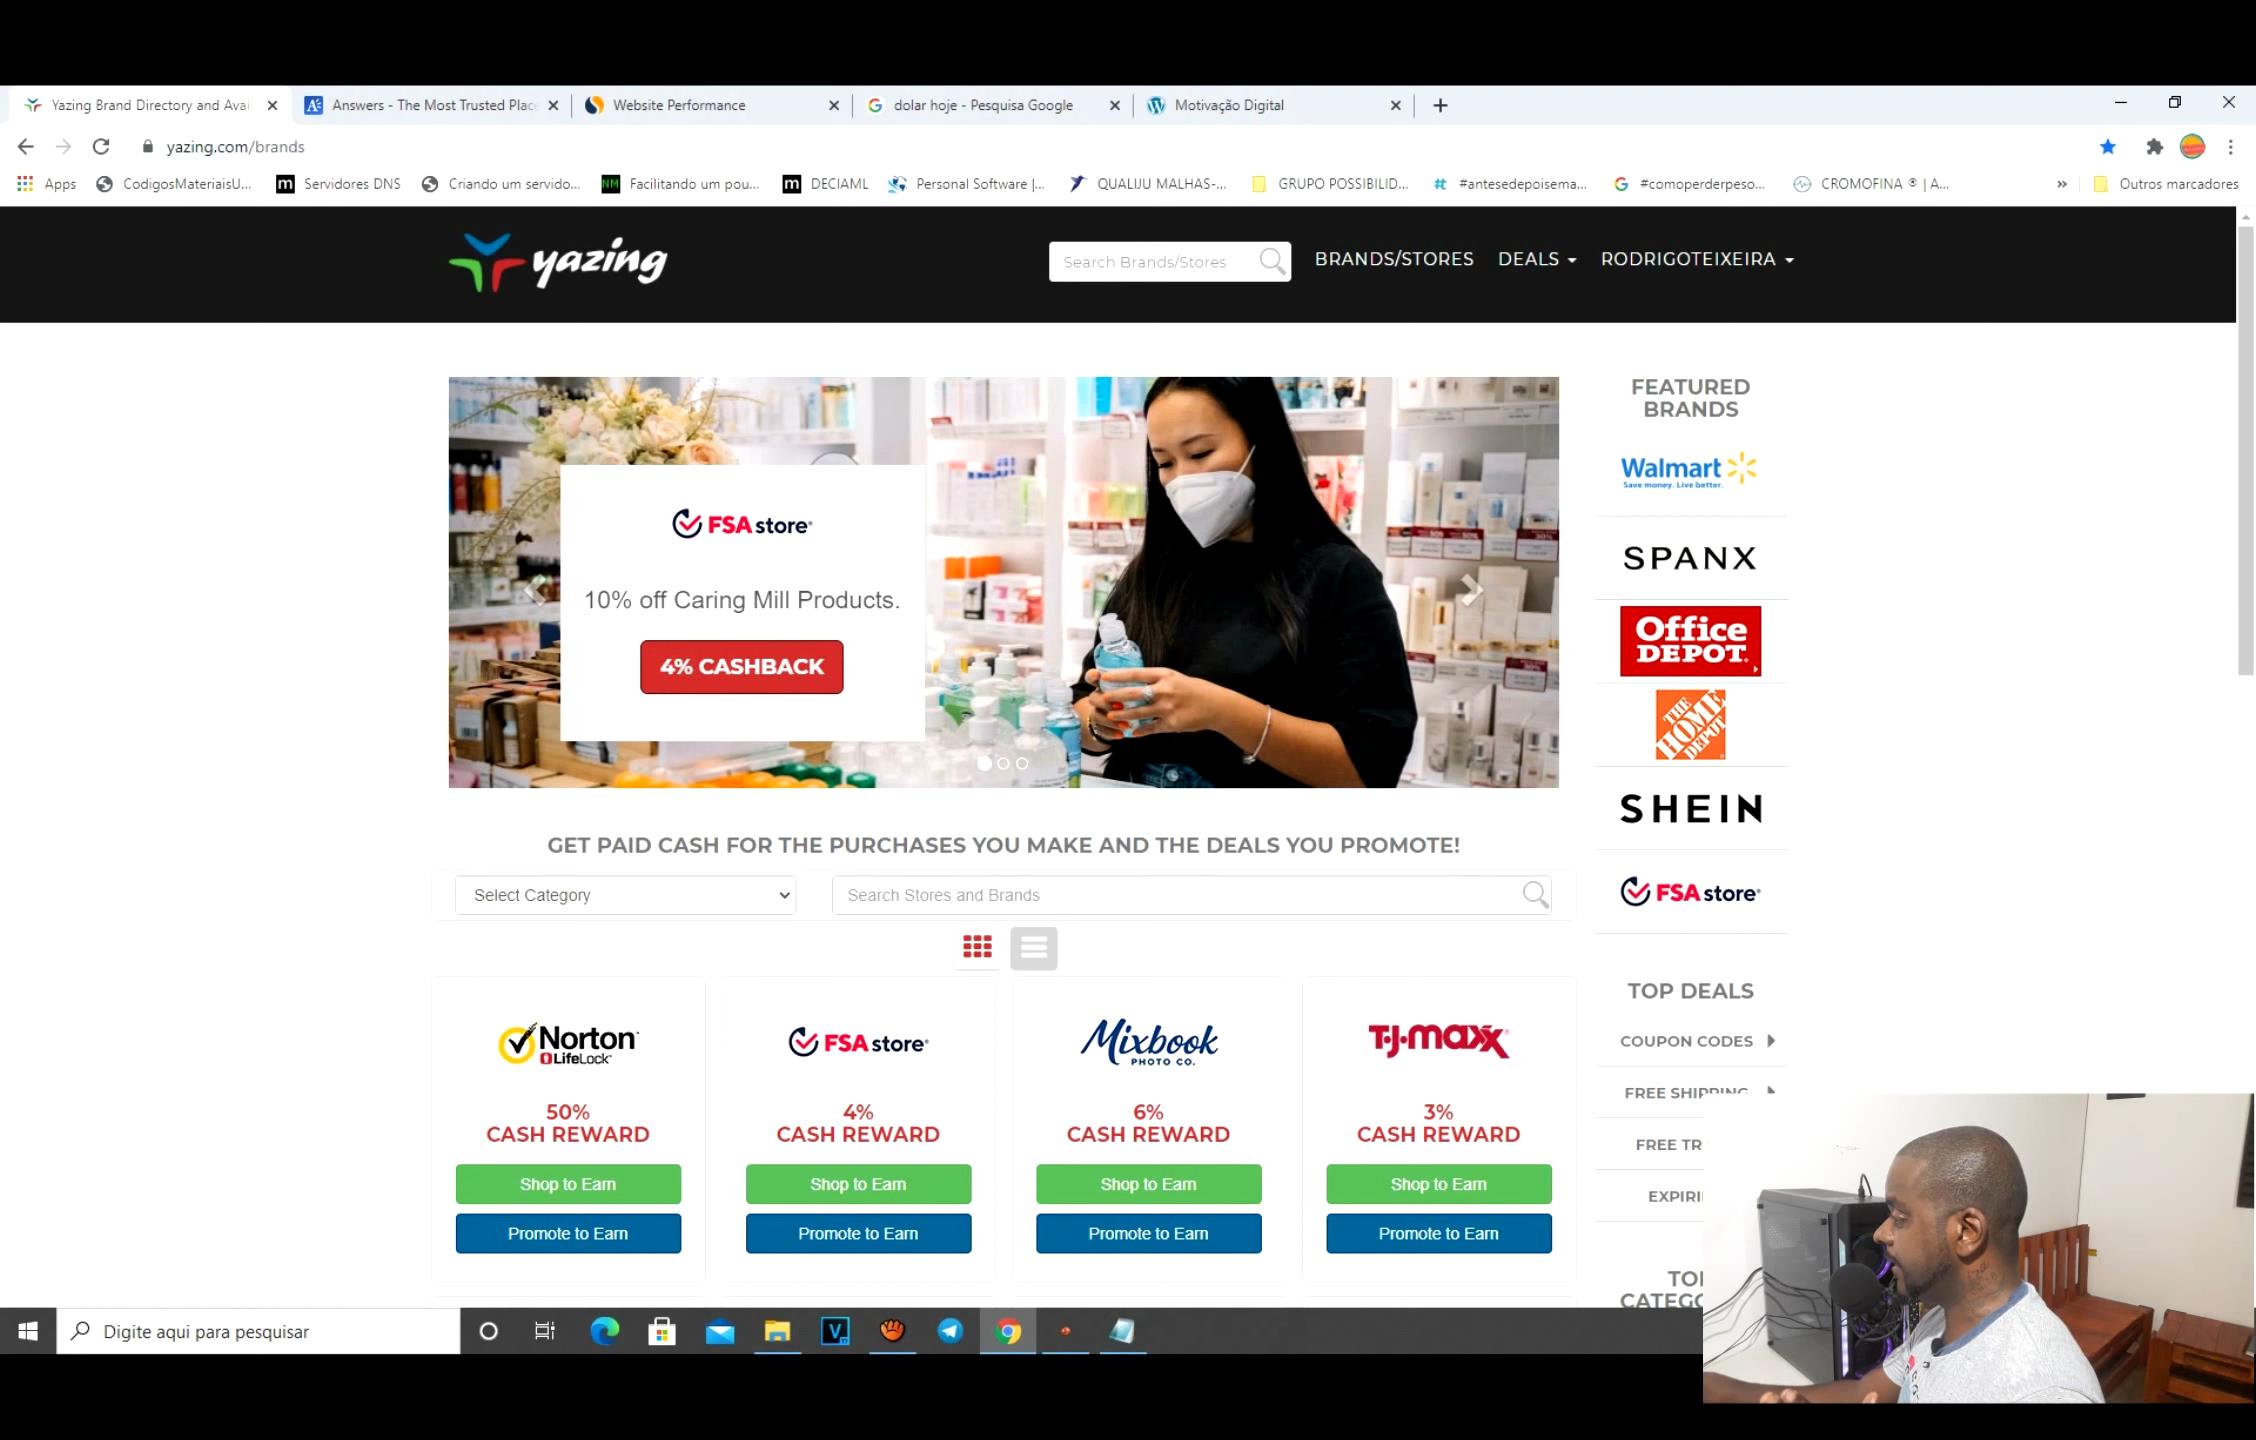 Yazing Brand Directory and Avai
Answers - The Most Trusted Plac
Website Performance
dolar hoje - Pesquisa Google
Motivação Digital
yazing.com/brands
Apps
CodigosMateriaisU...
Servidores DNS
Criando um servido...
Facilitando um pou...
DECIAML
Personal Software |...
QUALIJU MALHAS-...
GRUPO POSSIBILID...
#antesedepoisema...
#comoperderpeso...
CROMOFINA ® | A...
Outros marcadores
yazing
Search Brands/Stores
BRANDS/STORES
DEALS
RODRIGOTEIXEIRA
FSA store
10% off Caring Mill Products.
4% CASHBACK
FEATURED
BRANDS
Walmart
Save money. Live better.
SPANX
Office
DEPOT
THE
HOME
DEPOT
SHEIN
FSA store
GET PAID CASH FOR THE PURCHASES YOU MAKE AND THE DEALS YOU PROMOTE!
Select Category
Search Stores and Brands
Norton
LifeLock
50%
CASH REWARD
Shop to Earn
Promote to Earn
FSA store
4%
CASH REWARD
Shop to Earn
Promote to Earn
Mixbook
PHOTO CO.
6%
CASH REWARD
Shop to Earn
Promote to Earn
T.J.maxx
3%
CASH REWARD
Shop to Earn
Promote to Earn
TOP DEALS
COUPON CODES
FREE SHIPPING
FREE TR
EXPIRI
TO
CATEG
Digite aqui para pesquisar